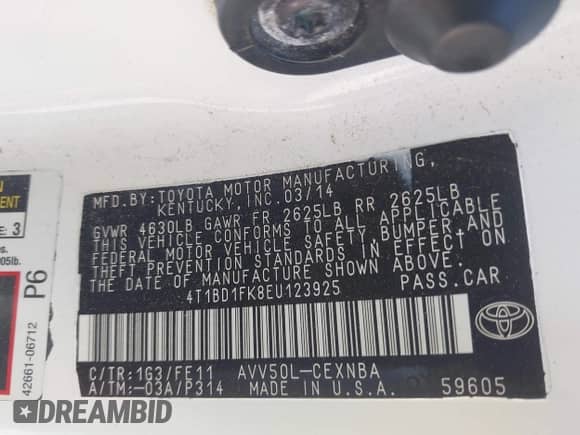 MFD. BY: TOYOTA MOTOR MANUFACTURING,
KENTUCKY, INC. 03/14
GVWR 4630LB GAWR FR 2625LB RR 2625LB
THIS VEHICLE CONFORMS TO ALL APPLICABLE
FEDERAL MOTOR VEHICLE SAFETY, BUMPER, AND
THEFT PREVENTION STANDARDS IN EFFECT ON
THE DATE OF MANUFACTURE SHOWN ABOVE.
4T1BD1FK8EU123925 PASS. CAR
C/TR: 1G3/FE11 AVV50L-CEXNBA
A/TM: -03A/P314 MADE IN U.S.A.
59605
E: 3
P6
42661-06712
DREAMBID